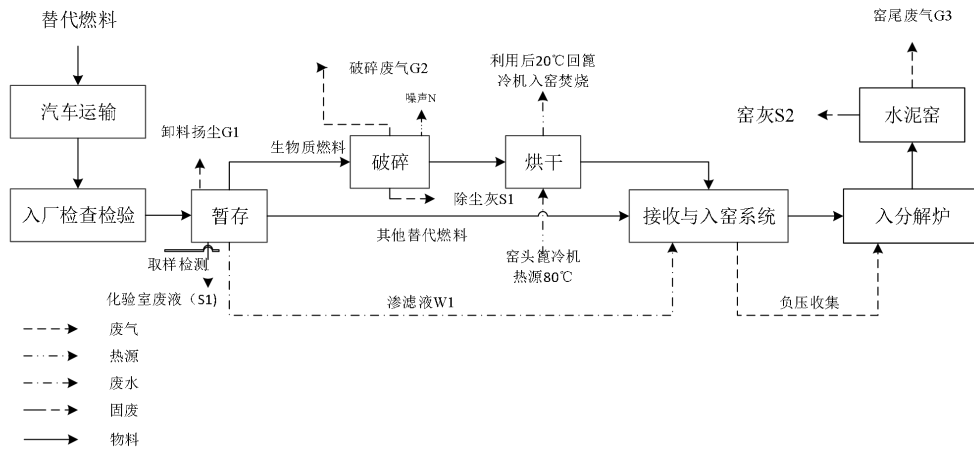 替代燃料
汽车运输
入厂检查检验
卸料扬尘G1
暂存
取样检测
化验室废液（S1)
破碎废气G2
噪声N
生物质燃料
破碎
除尘灰S1
利用后20℃回篦
冷机入窑焚烧
烘干
窑头篦冷机
热源80℃
其他替代燃料
渗滤液W1
接收与入窑系统
负压收集
入分解炉
水泥窑
窑灰S2
窑尾废气G3
废气
热源
废水
固废
物料